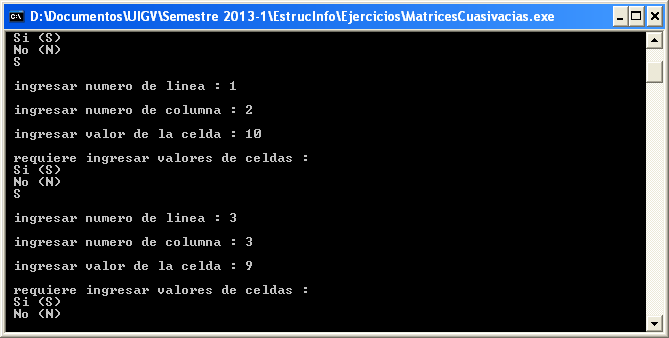 D:\Documentos\UIGV\Semestre 2013-1\EstrucInfo\Ejercicios\MatricesCuasivacias.exe
Si (S)
No (N)
S
ingresar numero de linea : 1
ingresar numero de columna : 2
ingresar valor de la celda : 10
requiere ingresar valores de celdas :
Si (S)
No (N)
S
ingresar numero de linea : 3
ingresar numero de columna : 3
ingresar valor de la celda : 9
requiere ingresar valores de celdas :
Si (S)
No (N)